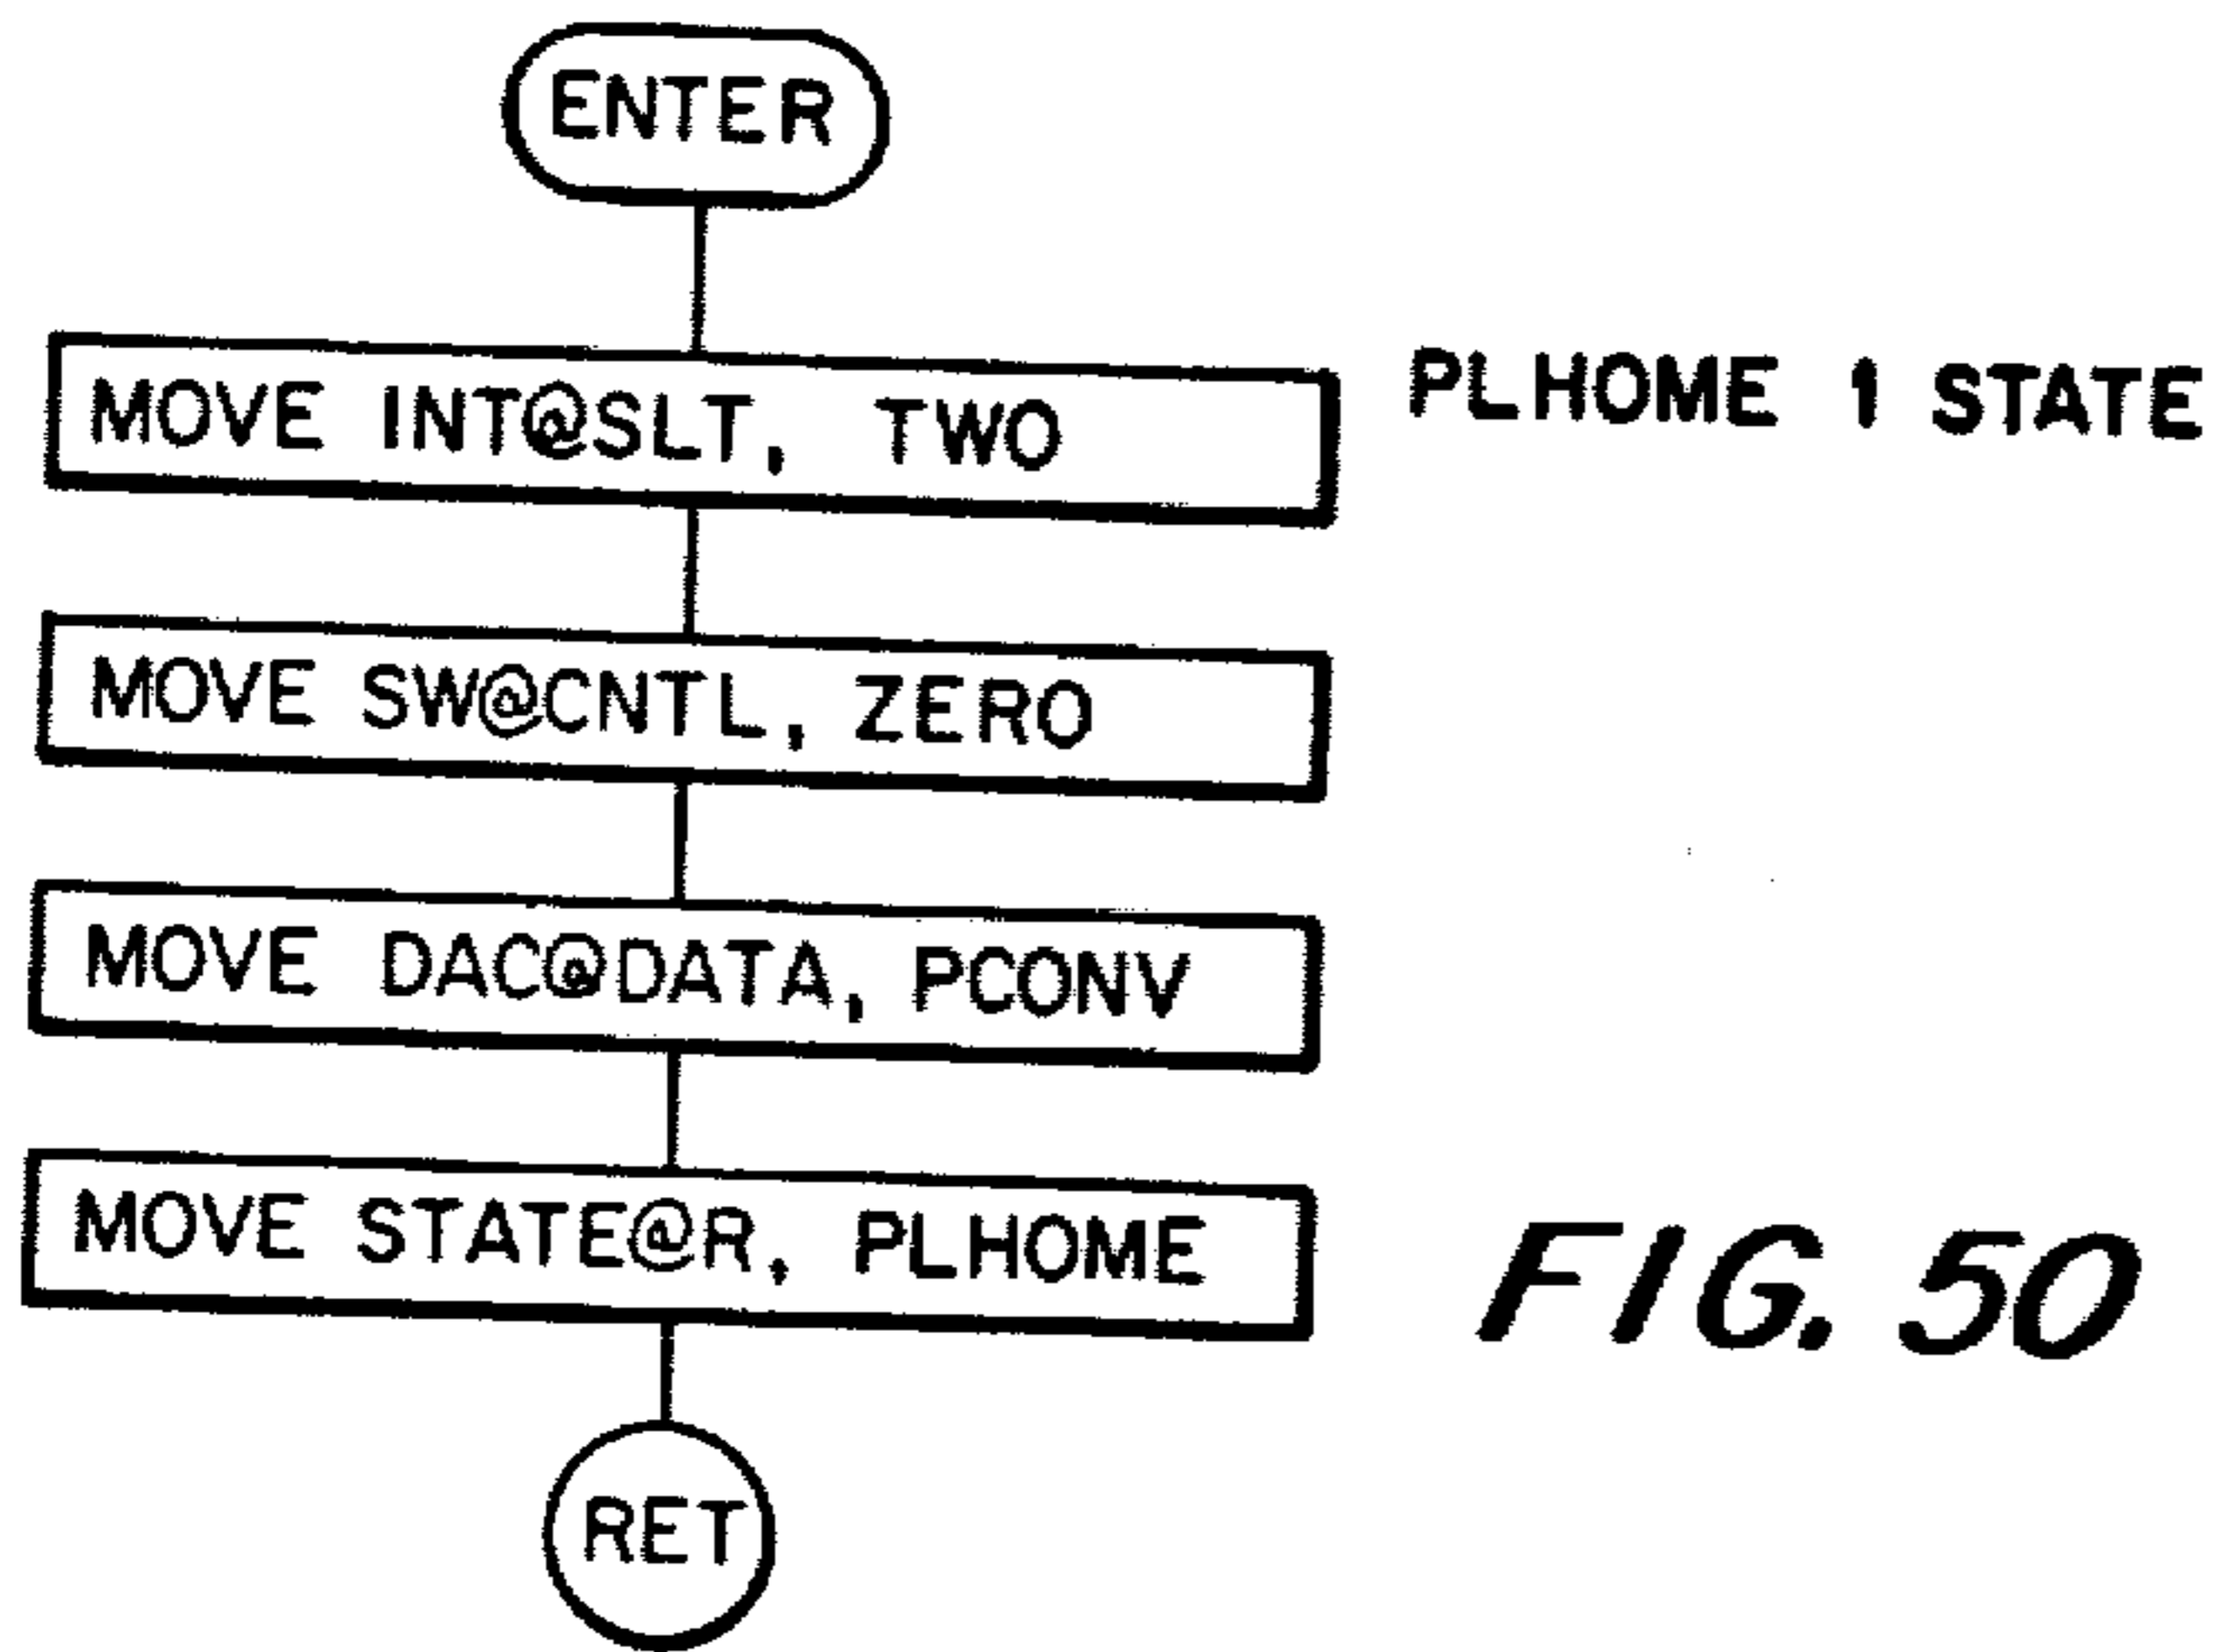 ENTER
MOVE INT@SLT, TWO
PLHOME 1 STATE
MOVE SW@CNTL, ZERO
MOVE DAC@DATA, PCONV
MOVE STATE@R, PLHOME
FIG. 50
RET